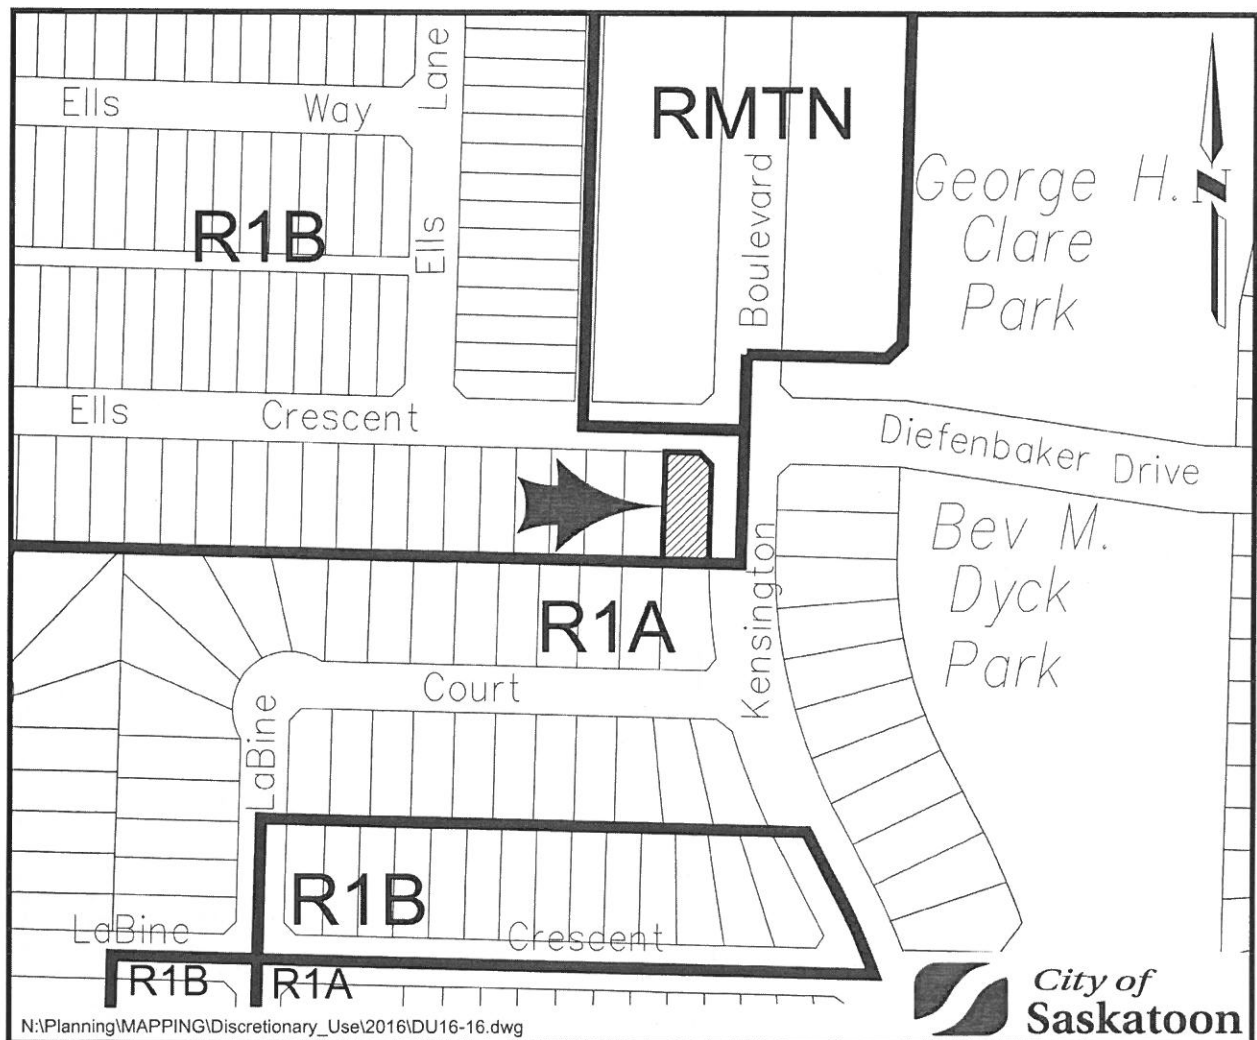 Ells Way
Lane
RMTN
George H.
Clare
Park
N
R1B
Ells
Boulevard
Ells Crescent
Diefenbaker Drive
Bev M.
Dyck
Park
R1A
Kensington
Court
LaBine
R1B
LaBine
Crescent
R1B
R1A
City of
Saskatoon
N:\Planning\MAPPING\Discretionary_Use\2016\DU16-16.dwg